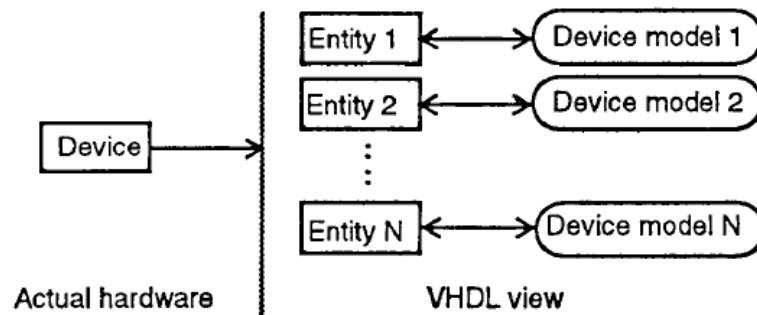 Entity 1
Device model 1
Entity 2
Device model 2
Device
Entity N
Device model N
Actual hardware
VHDL view